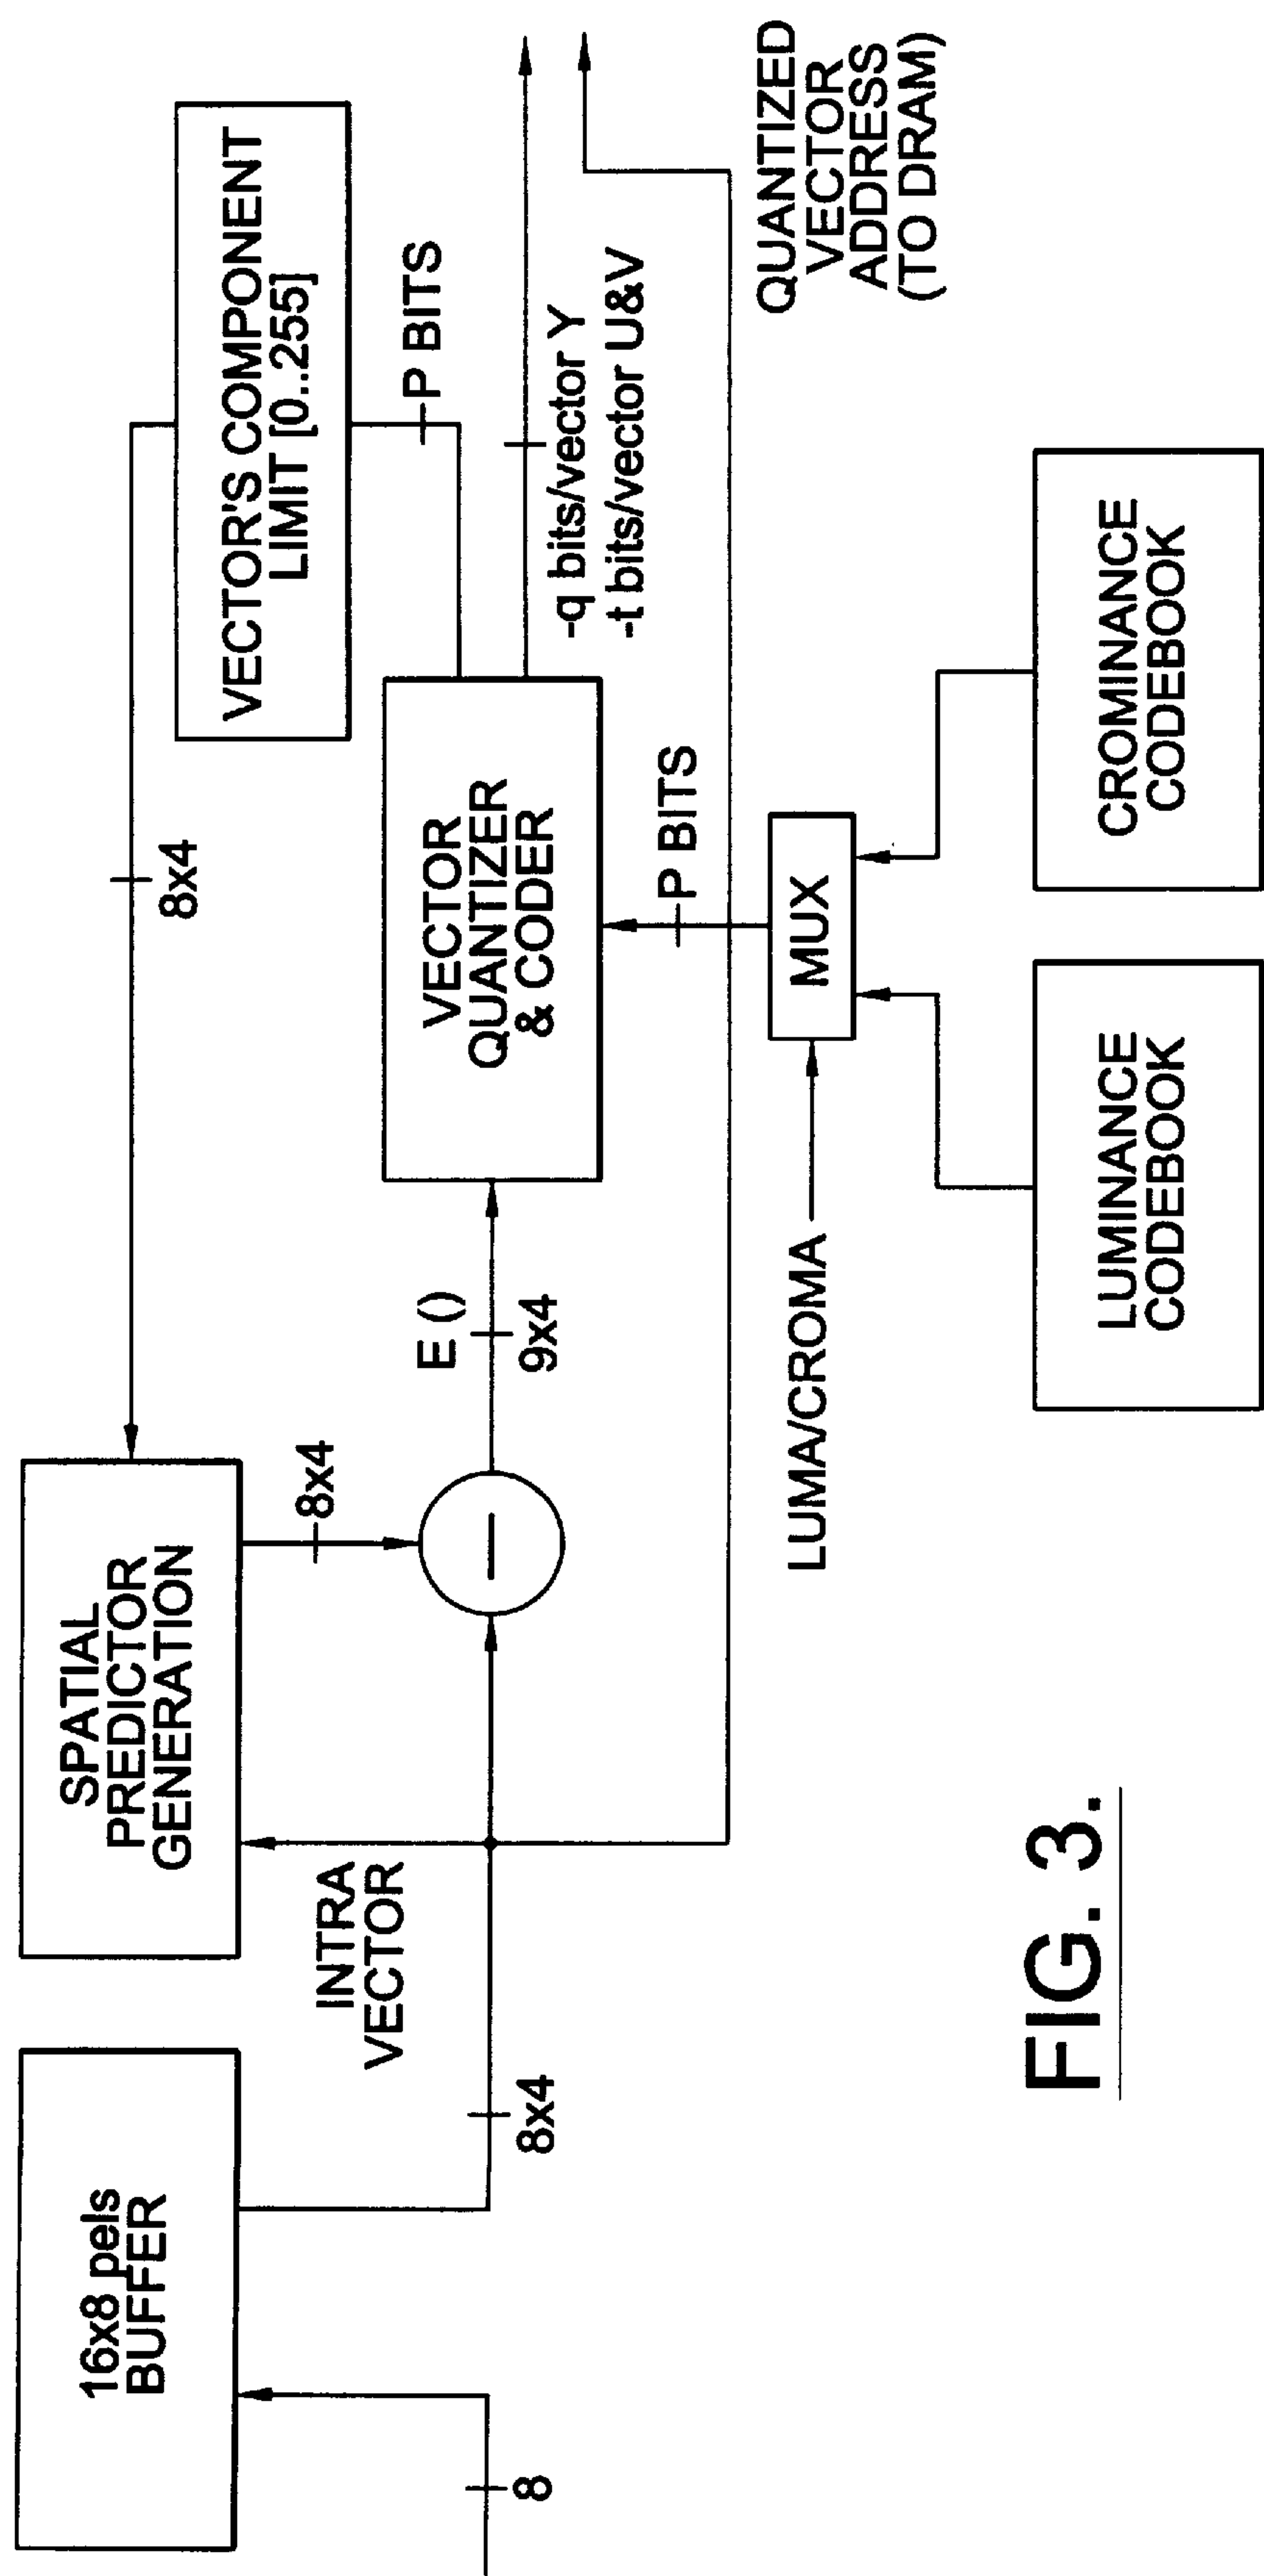 16x8 pels
BUFFER
8
8x4
INTRA
VECTOR
SPATIAL
PREDICTOR
GENERATION
8x4
—
E ()
9x4
8x4
VECTOR
QUANTIZER
& CODER
VECTOR'S COMPONENT
LIMIT [0..255]
P BITS
-q bits/vector Y
-t bits/vector U&V
P BITS
QUANTIZED
VECTOR
ADDRESS
(TO DRAM)
LUMA/CROMA
MUX
LUMINANCE
CODEBOOK
CROMINANCE
CODEBOOK
FIG. 3.